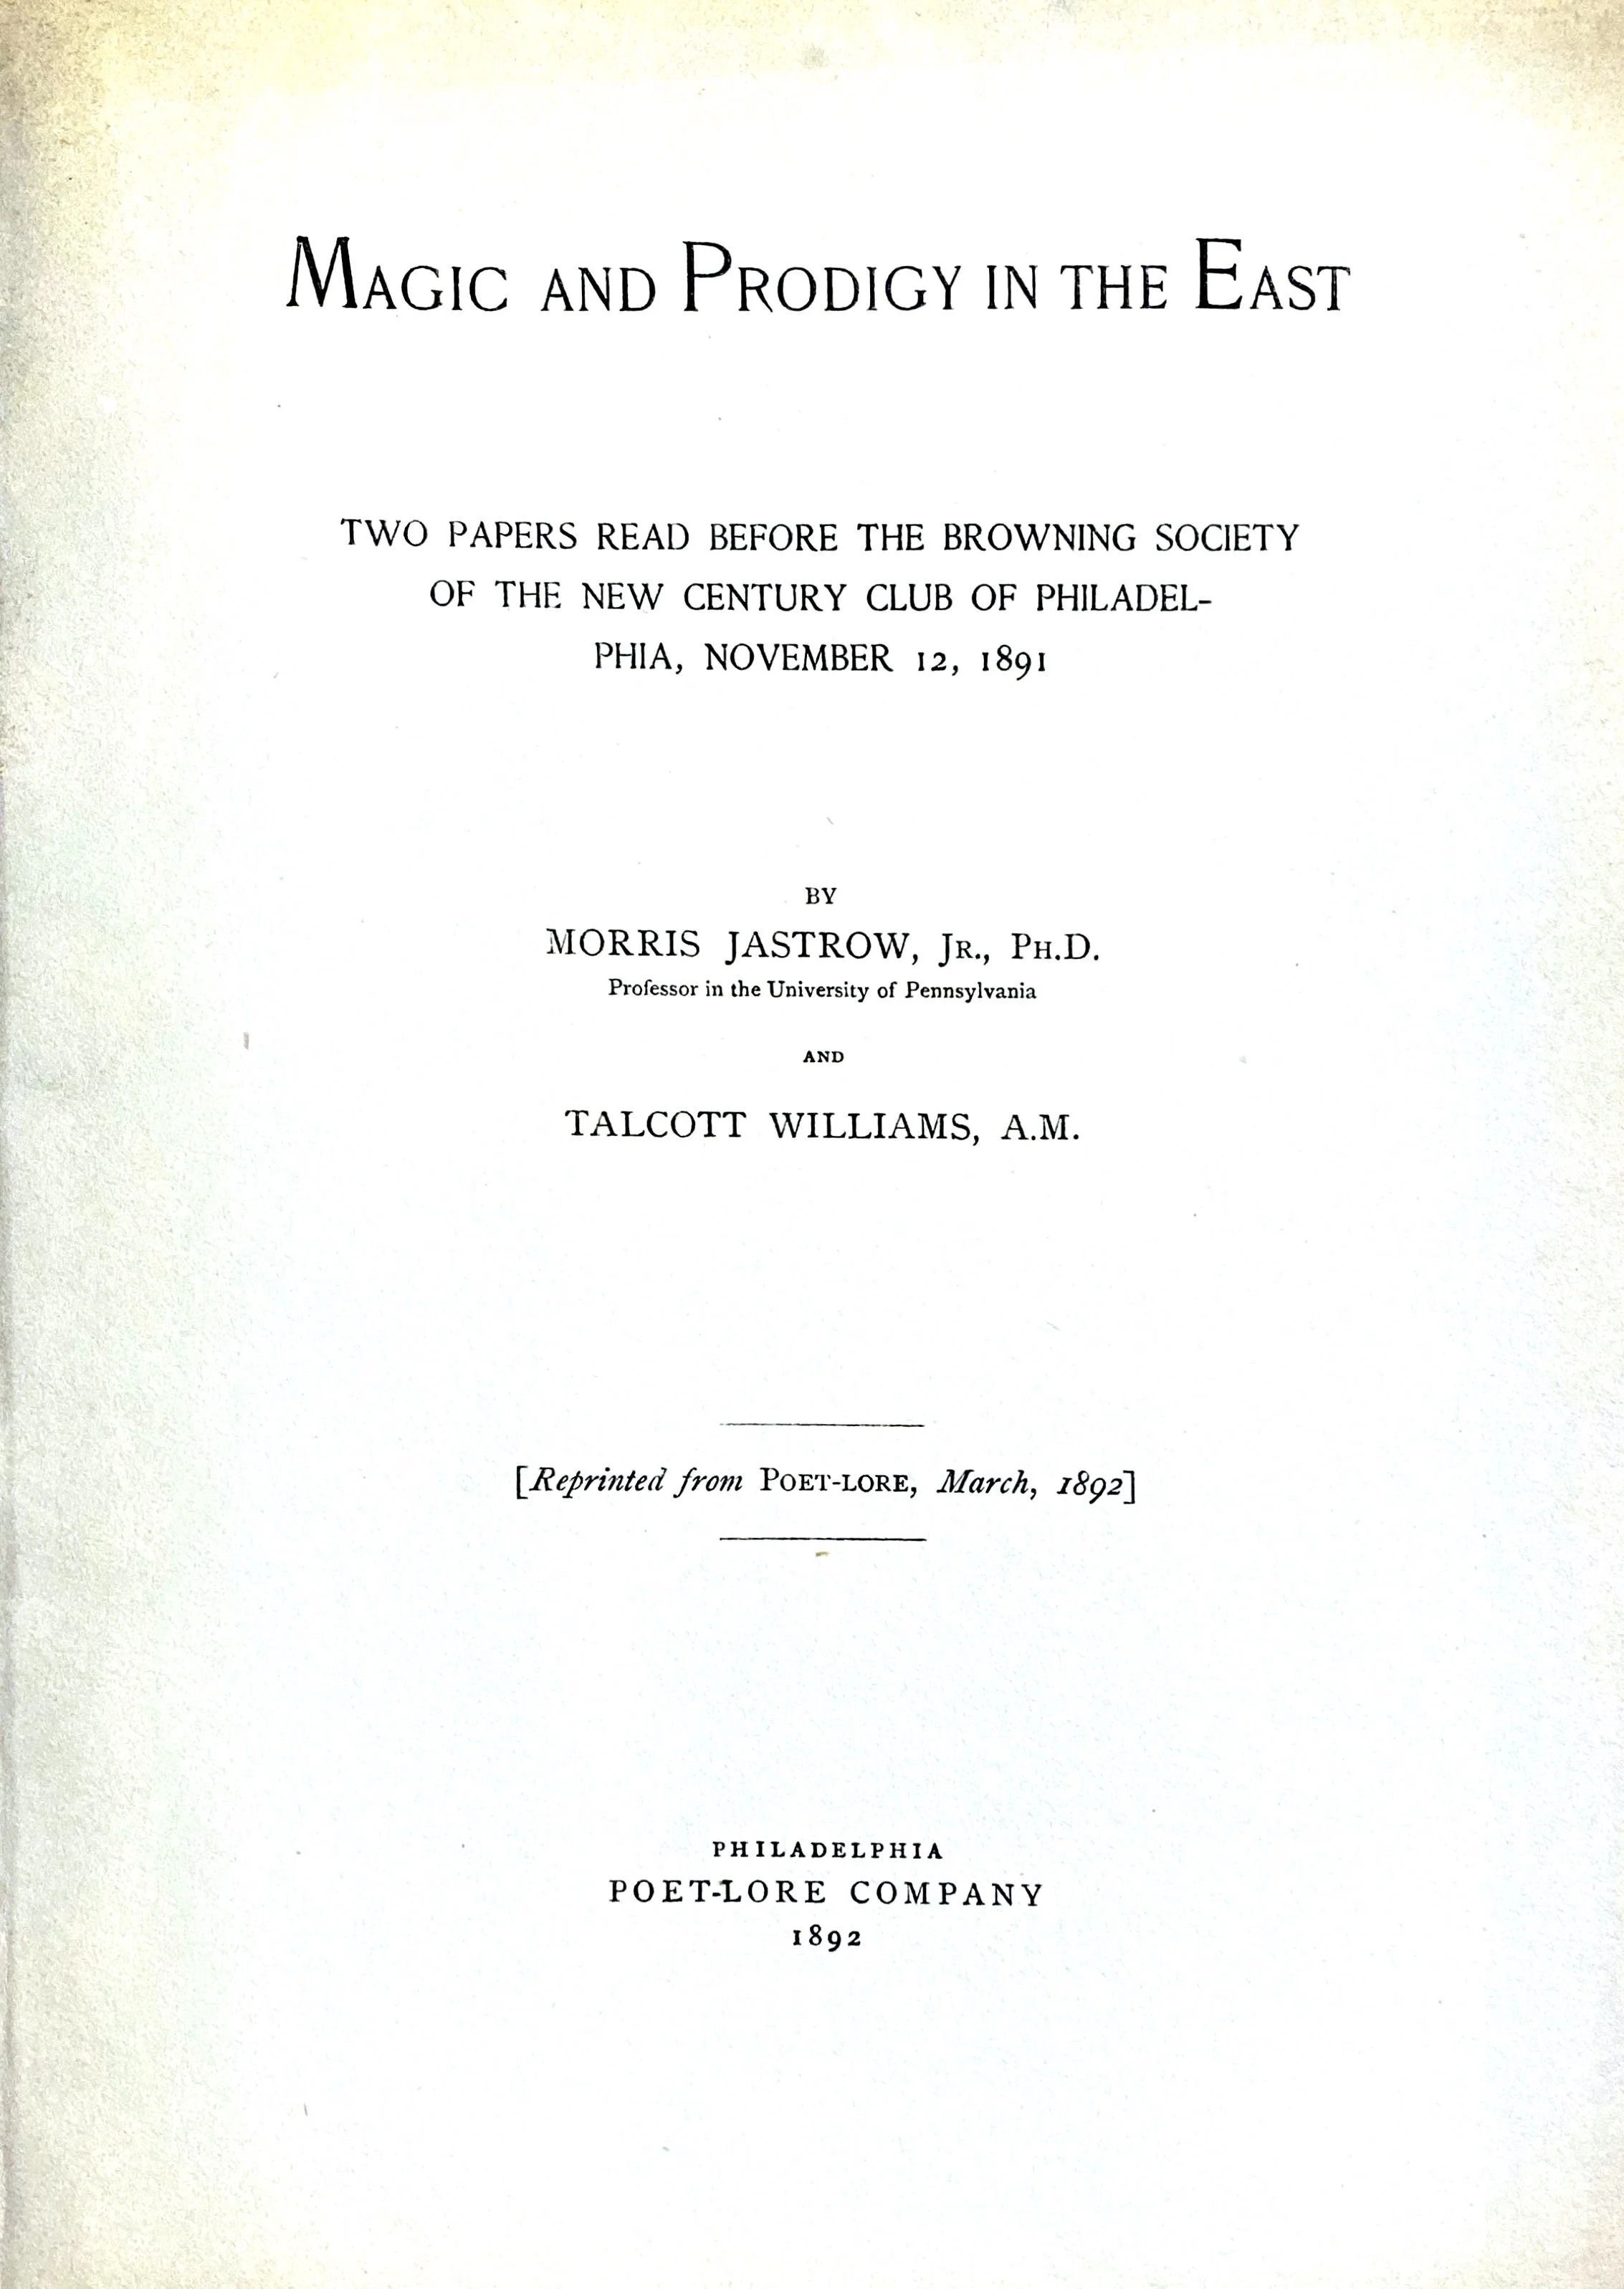 MAGIC AND PRODIGY IN THE EAST
TWO PAPERS READ BEFORE THE BROWNING SOCIETY
OF THE NEW CENTURY CLUB OF PHILADEL-
PHIA, NOVEMBER 12, 1891
BY
MORRIS JASTROW, JR., PH.D.
Professor in the University of Pennsylvania
AND
TALCOTT WILLIAMS, A.M.
[Reprinted from POET-LORE, March, 1892]
PHILADELPHIA
POET-LORE COMPANY
1892